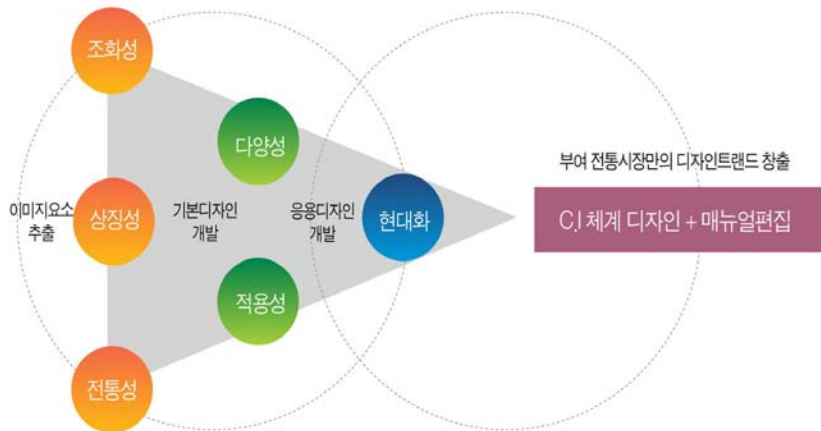 조화성
다양성
부여 전통시장만의 디자인트랜드 창출
이미지요소
추출
상징성
기본디자인
개발
응용디자인
개발
현대화
C.I 체계 디자인 + 매뉴얼편집
적용성
전통성